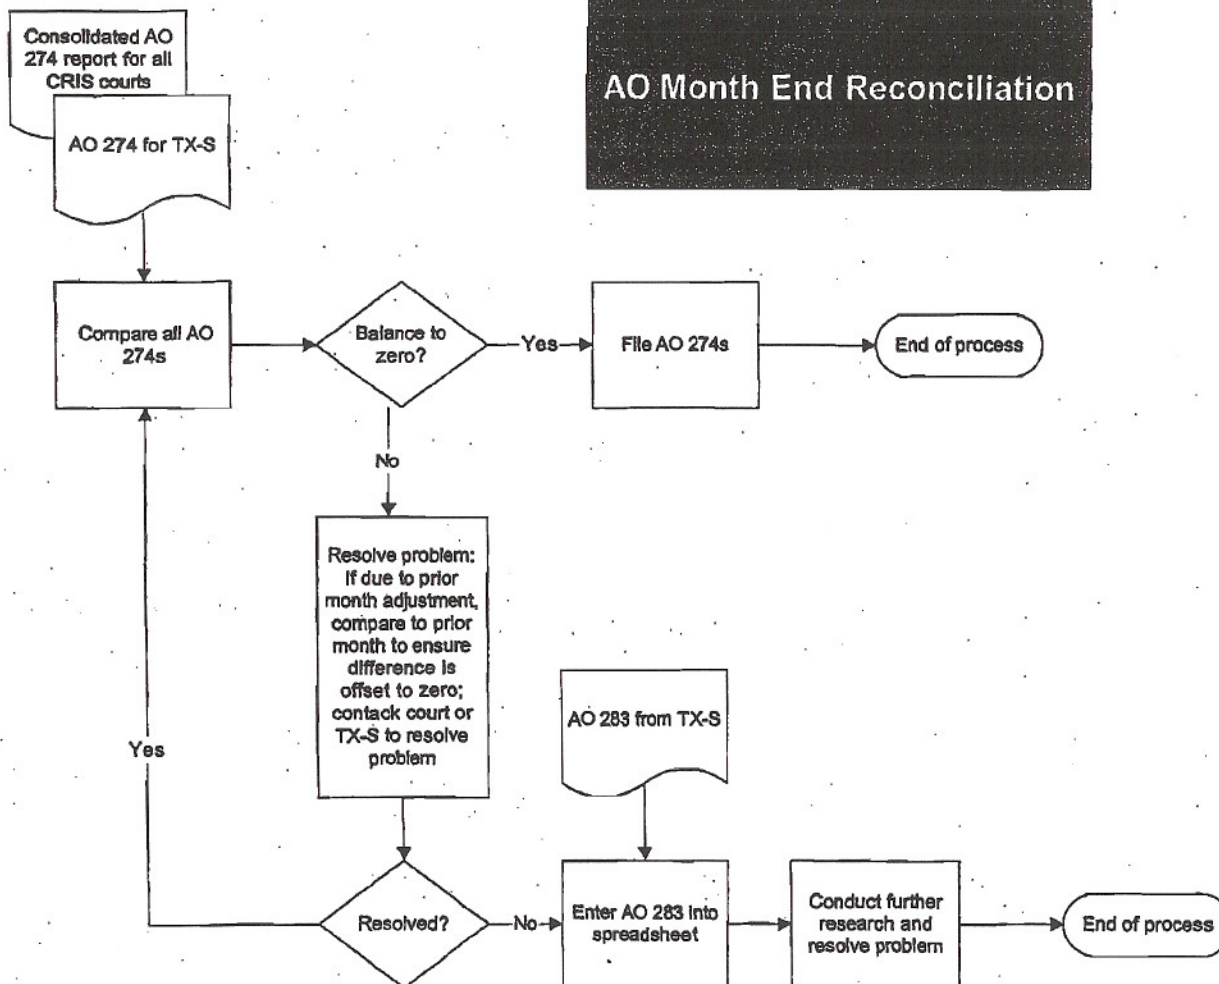 Consolidated AO
274 report for all
CRIS courts
AO 274 for TX-S
AO Month End Reconciliation
Compare all AO
274s
Balance to
zero?
Yes
File AO 274s
End of process
No
Resolve problem:
If due to prior
month adjustment,
compare to prior
month to ensure
difference is
offset to zero;
contack court or
TX-S to resolve
problem
Yes
AO 283 from TX-S
Resolved?
No
Enter AO 283 into
spreadsheet
Conduct further
research and
resolve problem
End of process